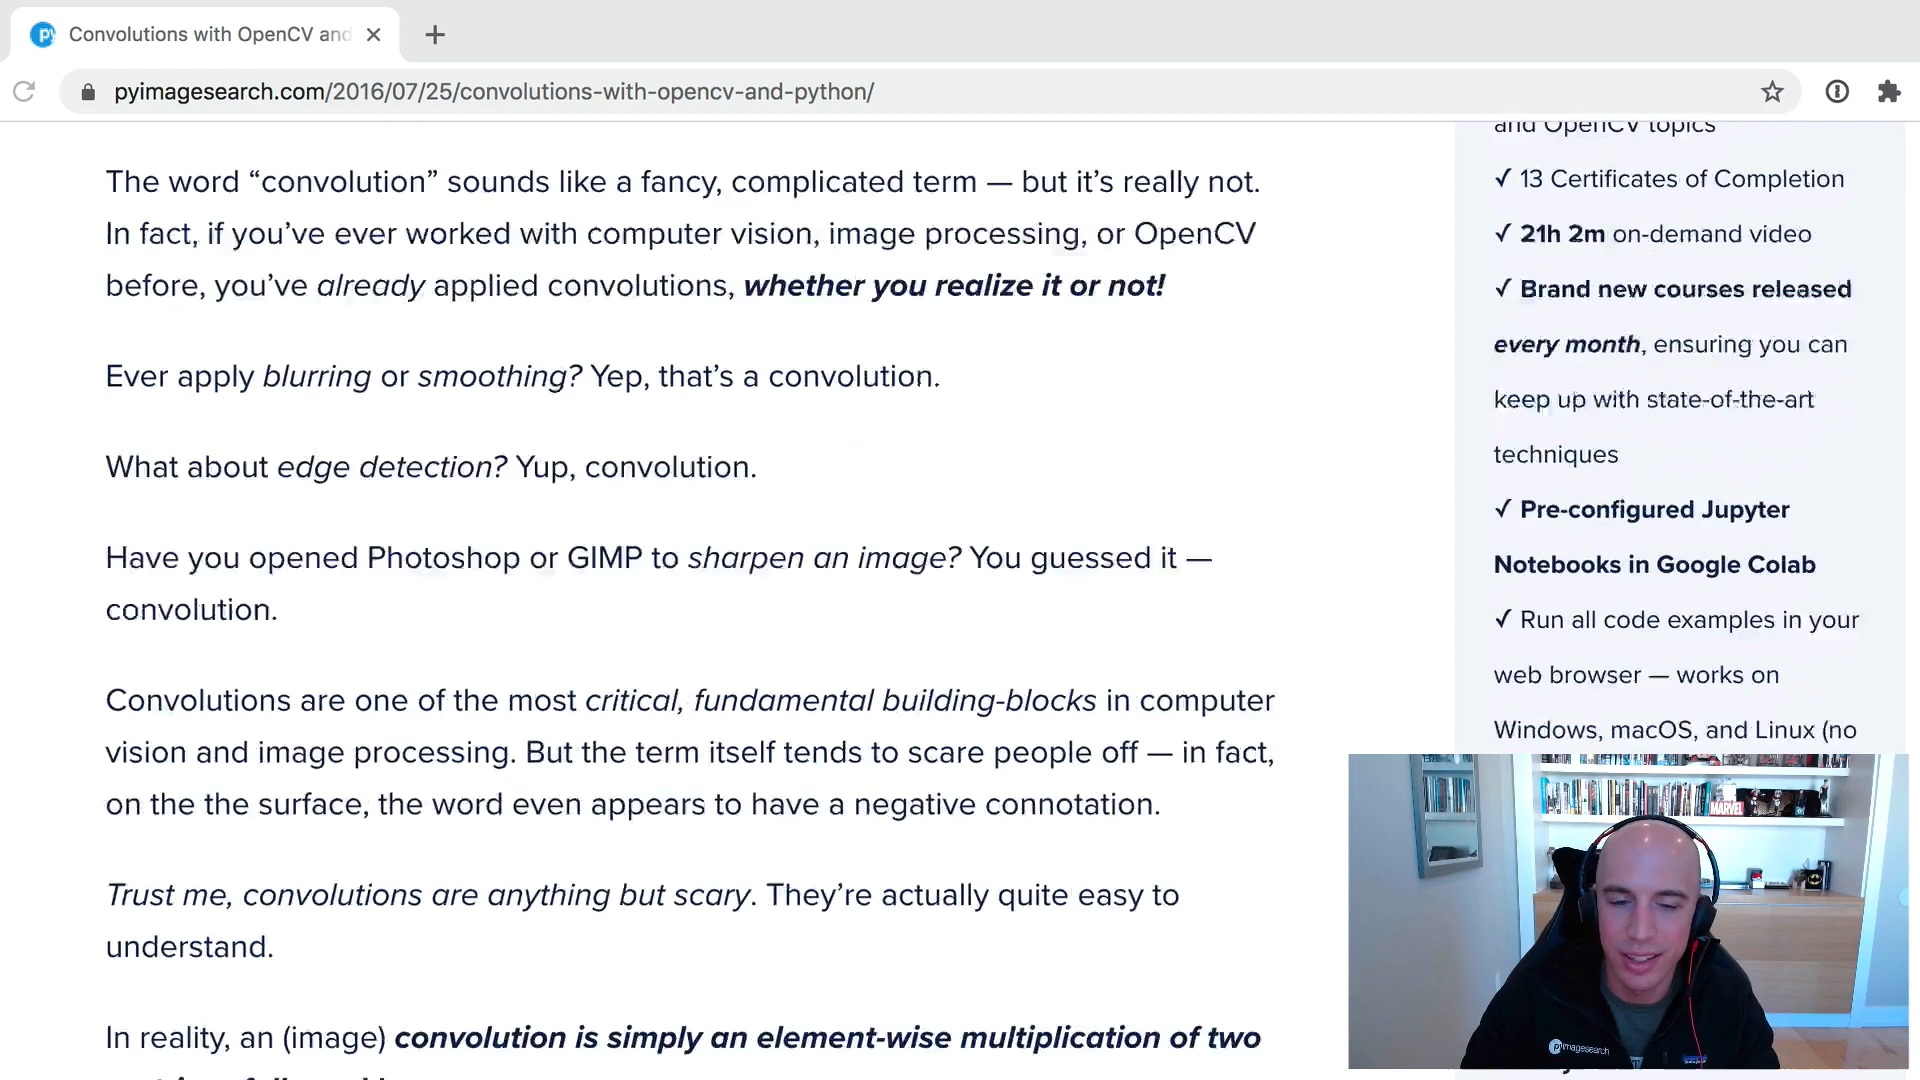 Convolutions with OpenCV and
pyimagesearch.com/2016/07/25/convolutions-with-opencv-and-python/
The word “convolution” sounds like a fancy, complicated term — but it’s really not.
In fact, if you’ve ever worked with computer vision, image processing, or OpenCV
before, you’ve already applied convolutions, whether you realize it or not!
Ever apply blurring or smoothing? Yep, that’s a convolution.
What about edge detection? Yup, convolution.
Have you opened Photoshop or GIMP to sharpen an image? You guessed it —
convolution.
Convolutions are one of the most critical, fundamental building-blocks in computer
vision and image processing. But the term itself tends to scare people off — in fact,
on the the surface, the word even appears to have a negative connotation.
Trust me, convolutions are anything but scary. They’re actually quite easy to
understand.
In reality, an (image) convolution is simply an element-wise multiplication of two
and OpenCV topics
✓ 13 Certificates of Completion
✓ 21h 2m on-demand video
✓ Brand new courses released
every month, ensuring you can
keep up with state-of-the-art
techniques
✓ Pre-configured Jupyter
Notebooks in Google Colab
✓ Run all code examples in your
web browser — works on
Windows, macOS, and Linux (no
MARVEL
pyimagesearch